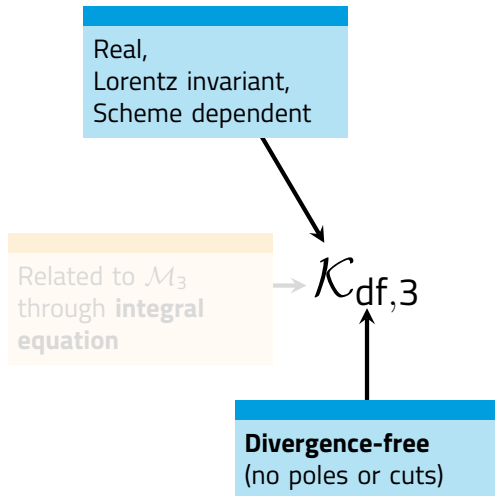 Real,
Lorentz invariant,
Scheme dependent
Related to ℳ₃
through integral
equation
𝒦df,3
Divergence-free
(no poles or cuts)